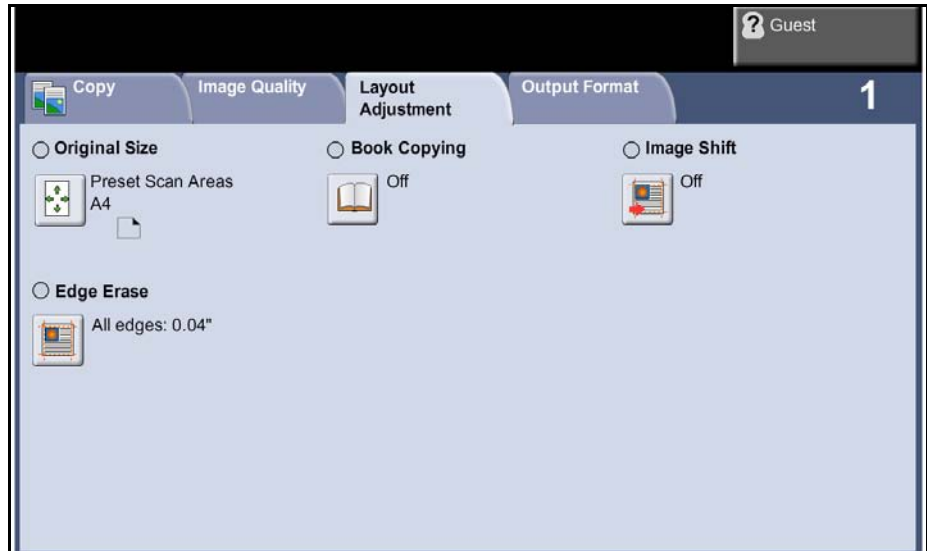 ? Guest
Copy
Image Quality
Layout
Adjustment
Output Format
1
Original Size
Preset Scan Areas
A4
Book Copying
Off
Image Shift
Off
Edge Erase
All edges: 0.04"